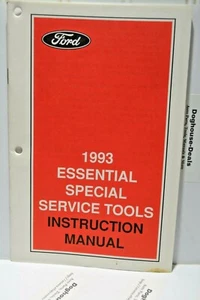 Ford
1993
ESSENTIAL
SPECIAL
SERVICE TOOLS
INSTRUCTION
MANUAL
Doghouse-Deals